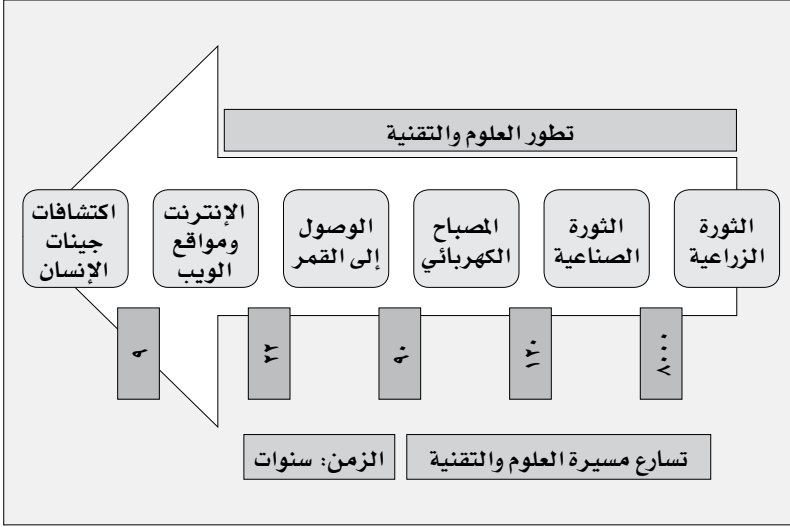 تطور العلوم والتقنية
الثورة
الزراعية
الثورة
الصناعية
المصباح
الكهربائي
الوصول
إلى القمر
الإنترنت
ومواقع
الويب
اكتشافات
جينات
الإنسان
٨٠٠٠
١٢٠
٩٠
٢٢
٩
تسارع مسيرة العلوم والتقنية
الزمن: سنوات